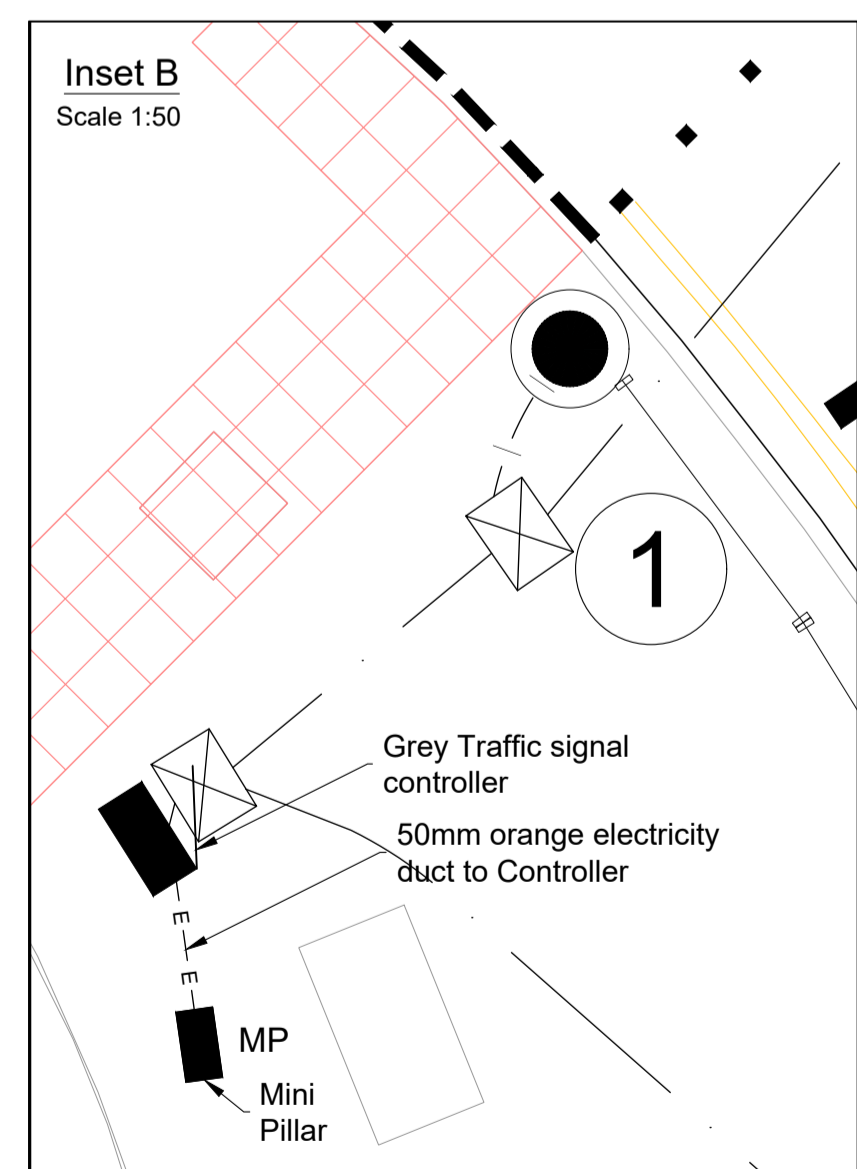 Inset B
Scale 1:50
1
Grey Traffic signal
controller
50mm orange electricity
duct to Controller
E
E
MP
Mini
Pillar